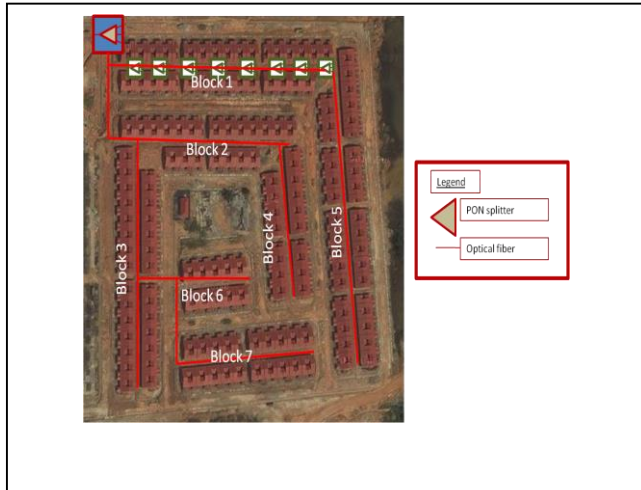 Block 1
Block 2
Block 3
Block 4
Block 5
Block 6
Block 7
Legend
PON splitter
Optical fiber